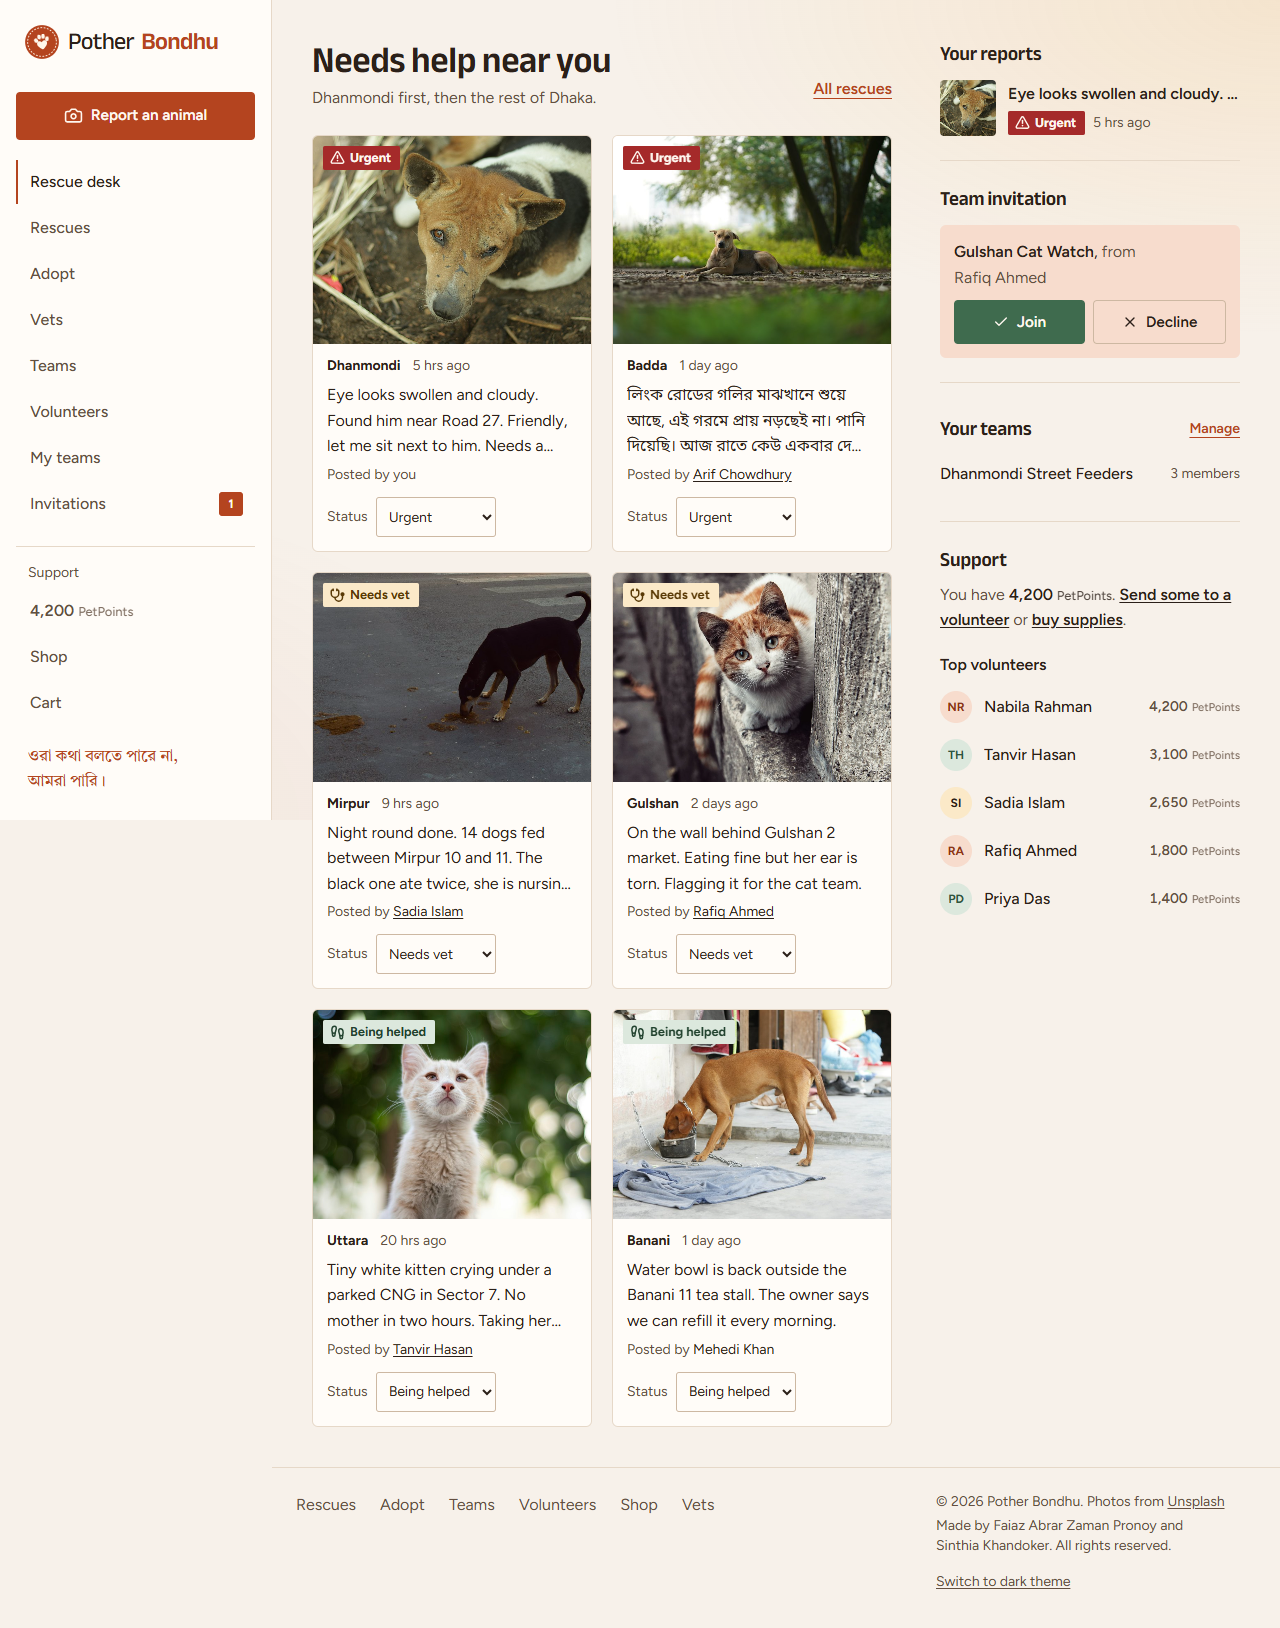 Pother Bondhu
Report an animal
Rescue desk
Rescues
Adopt
Vets
Teams
Volunteers
My teams
Invitations 1
Support
4,200 PetPoints
Shop
Cart
ওরা কথা বলতে পারে না,
আমরা পারি।
Needs help near you
Dhanmondi first, then the rest of Dhaka.
All rescues
Urgent
Dhanmondi 5 hrs ago
Eye looks swollen and cloudy.
Found him near Road 27. Friendly,
let me sit next to him. Needs a...
Posted by you
Status Urgent
Urgent
Badda 1 day ago
লিংক রোডের গলির মাঝখানে শুয়ে
আছে, এই গরমে প্রায় নড়ছেই না। পানি
দিয়েছি। আজ রাতে কেউ একবার দে...
Posted by Arif Chowdhury
Status Urgent
Needs vet
Mirpur 9 hrs ago
Night round done. 14 dogs fed
between Mirpur 10 and 11. The
black one ate twice, she is nursin...
Posted by Sadia Islam
Status Needs vet
Needs vet
Gulshan 2 days ago
On the wall behind Gulshan 2
market. Eating fine but her ear is
torn. Flagging it for the cat team.
Posted by Rafiq Ahmed
Status Needs vet
Being helped
Uttara 20 hrs ago
Tiny white kitten crying under a
parked CNG in Sector 7. No
mother in two hours. Taking her...
Posted by Tanvir Hasan
Status Being helped
Being helped
Banani 1 day ago
Water bowl is back outside the
Banani 11 tea stall. The owner says
we can refill it every morning.
Posted by Mehedi Khan
Status Being helped
Your reports
Eye looks swollen and cloudy. ...
Urgent 5 hrs ago
Team invitation
Gulshan Cat Watch, from
Rafiq Ahmed
Join Decline
Your teams Manage
Dhanmondi Street Feeders 3 members
Support
You have 4,200 PetPoints. Send some to a
volunteer or buy supplies.
Top volunteers
NR Nabila Rahman 4,200 PetPoints
TH Tanvir Hasan 3,100 PetPoints
SI Sadia Islam 2,650 PetPoints
RA Rafiq Ahmed 1,800 PetPoints
PD Priya Das 1,400 PetPoints
Rescues Adopt Teams Volunteers Shop Vets
© 2026 Pother Bondhu. Photos from Unsplash
Made by Faiaz Abrar Zaman Pronoy and
Sinthia Khandoker. All rights reserved.
Switch to dark theme